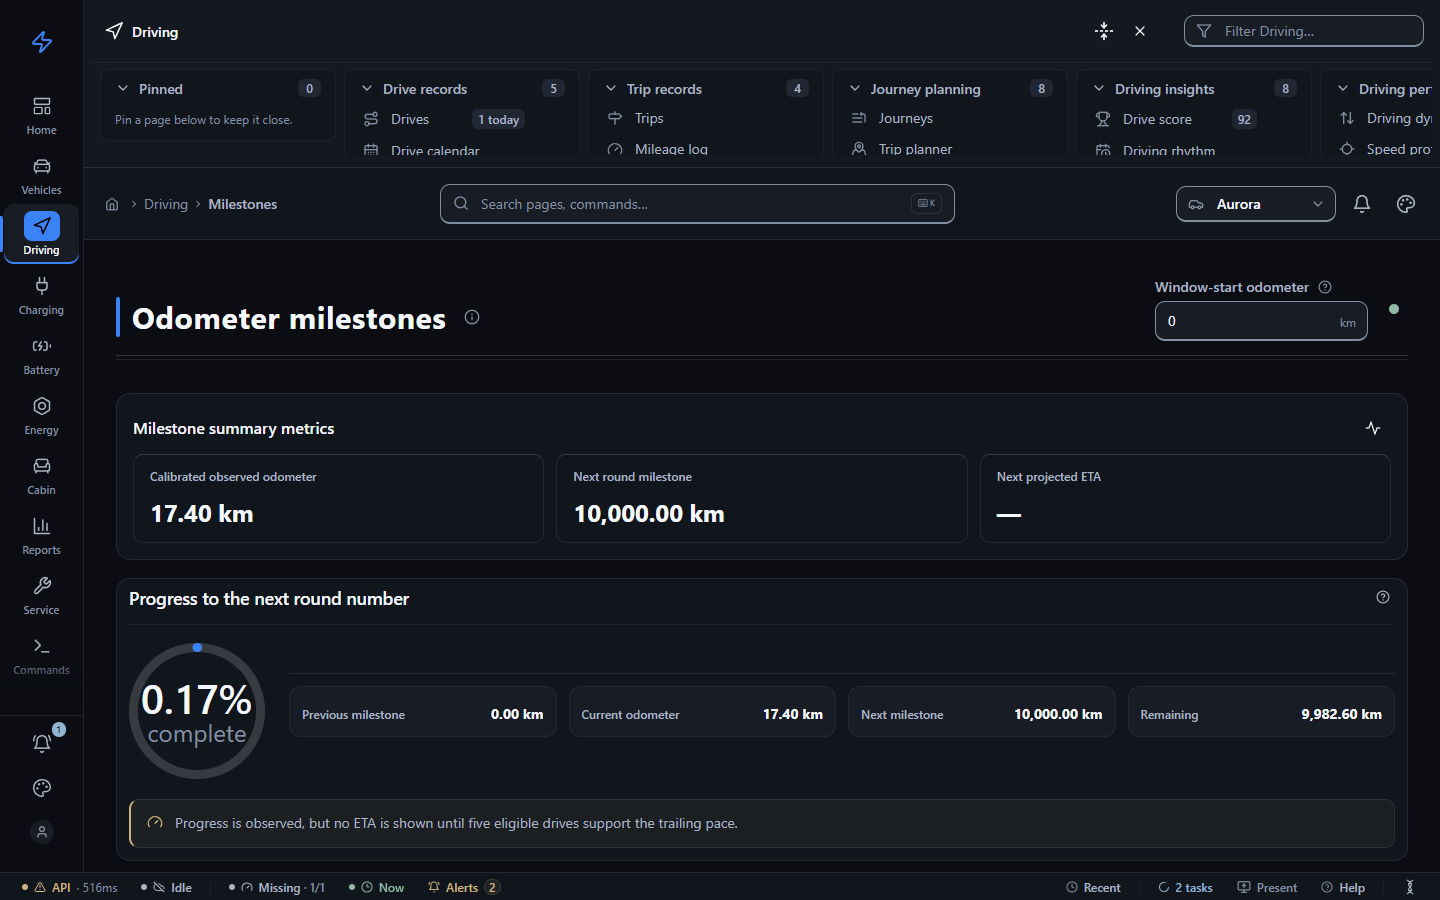 Driving
Filter Driving...
Pinned 0
Pin a page below to keep it close.
Drive records 5
Drives 1 today
Drive calendar
Trip records 4
Trips
Mileage log
Journey planning 8
Journeys
Trip planner
Driving insights 8
Drive score 92
Driving rhythm
Driving per
Driving dy
Speed pro
Home
Vehicles
Driving
Charging
Battery
Energy
Cabin
Reports
Service
Commands
1
Driving
Milestones
Search pages, commands...
K
Aurora
Odometer milestones
Window-start odometer
0 km
Milestone summary metrics
Calibrated observed odometer
17.40 km
Next round milestone
10,000.00 km
Next projected ETA
—
Progress to the next round number
0.17%
complete
Previous milestone 0.00 km
Current odometer 17.40 km
Next milestone 10,000.00 km
Remaining 9,982.60 km
Progress is observed, but no ETA is shown until five eligible drives support the trailing pace.
API · 516ms
Idle
Missing · 1/1
Now
Alerts 2
Recent
2 tasks
Present
Help